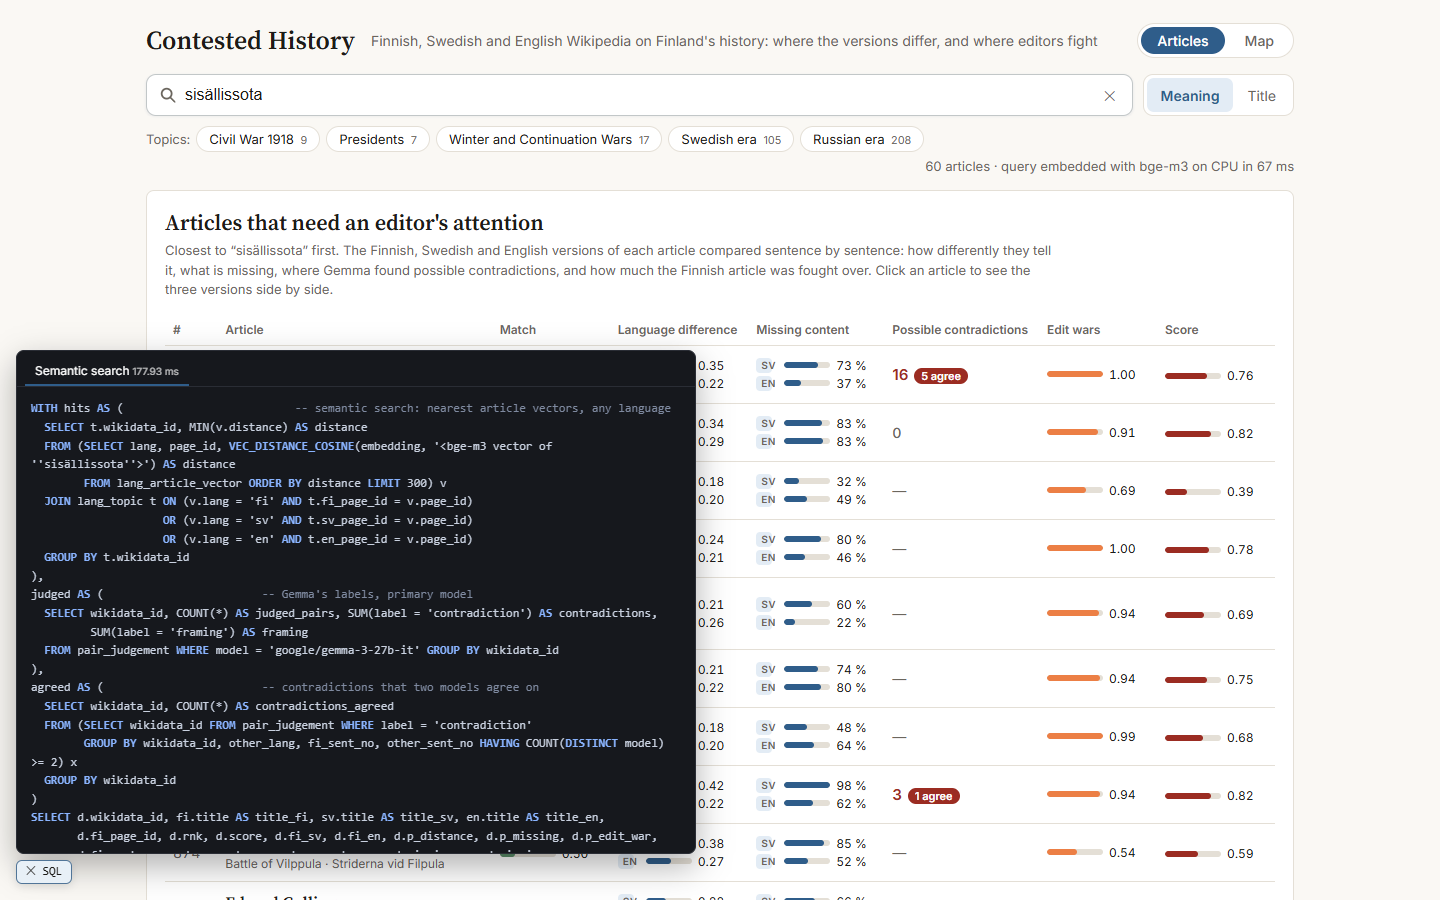 Contested History
Finnish, Swedish and English Wikipedia on Finland's history: where the versions differ, and where editors fight
Articles
Map
sisällissota
Meaning
Title
Topics:
Civil War 1918 9
Presidents 7
Winter and Continuation Wars 17
Swedish era 105
Russian era 208
60 articles · query embedded with bge-m3 on CPU in 67 ms
Articles that need an editor's attention
Closest to “sisällissota” first. The Finnish, Swedish and English versions of each article compared sentence by sentence: how differently they tell
it, what is missing, where Gemma found possible contradictions, and how much the Finnish article was fought over. Click an article to see the
three versions side by side.
# Article Match Language difference Missing content Possible contradictions Edit wars Score
0.35 SV 73 %
0.22 EN 37 %
16 5 agree 1.00 0.76
0.34 SV 83 %
0.29 EN 83 %
0 0.91 0.82
0.18 SV 32 %
0.20 EN 49 %
— 0.69 0.39
0.24 SV 80 %
0.21 EN 46 %
— 1.00 0.78
0.21 SV 60 %
0.26 EN 22 %
— 0.94 0.69
0.21 SV 74 %
0.22 EN 80 %
— 0.94 0.75
0.18 SV 48 %
0.20 EN 64 %
— 0.99 0.68
0.42 SV 98 %
0.22 EN 62 %
3 1 agree 0.94 0.82
0.38 SV 85 %
Battle of Vilppula · Striderna vid Filpula
EN 0.27 EN 52 %
— 0.54 0.59
Semantic search 177.93 ms
WITH hits AS ( -- semantic search: nearest article vectors, any language
SELECT t.wikidata_id, MIN(v.distance) AS distance
FROM (SELECT lang, page_id, VEC_DISTANCE_COSINE(embedding, '<bge-m3 vector of
''sisällissota''>') AS distance
FROM lang_article_vector ORDER BY distance LIMIT 300) v
JOIN lang_topic t ON (v.lang = 'fi' AND t.fi_page_id = v.page_id)
OR (v.lang = 'sv' AND t.sv_page_id = v.page_id)
OR (v.lang = 'en' AND t.en_page_id = v.page_id)
GROUP BY t.wikidata_id
),
judged AS ( -- Gemma's labels, primary model
SELECT wikidata_id, COUNT(*) AS judged_pairs, SUM(label = 'contradiction') AS contradictions,
SUM(label = 'framing') AS framing
FROM pair_judgement WHERE model = 'google/gemma-3-27b-it' GROUP BY wikidata_id
),
agreed AS ( -- contradictions that two models agree on
SELECT wikidata_id, COUNT(*) AS contradictions_agreed
FROM (SELECT wikidata_id FROM pair_judgement WHERE label = 'contradiction'
GROUP BY wikidata_id, other_lang, fi_sent_no, other_sent_no HAVING COUNT(DISTINCT model)
>= 2) x
GROUP BY wikidata_id
)
SELECT d.wikidata_id, fi.title AS title_fi, sv.title AS title_sv, en.title AS title_en,
d.fi_page_id, d.rnk, d.score, d.fi_sv, d.fi_en, d.p_distance, d.p_missing, d.p_edit_war,
SQL